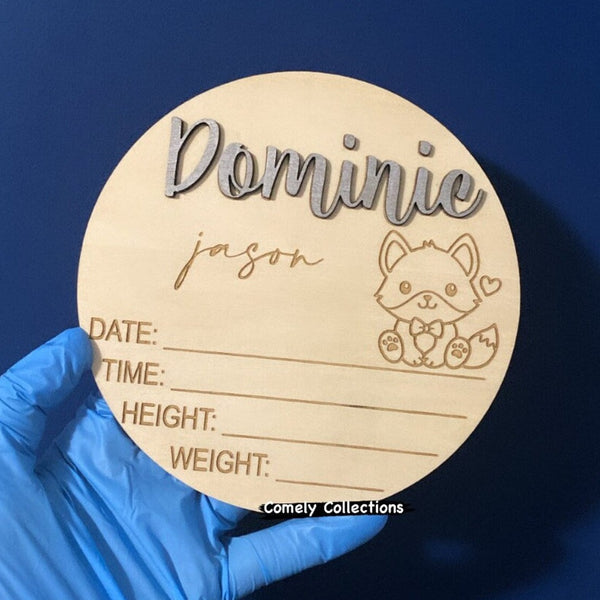 Dominic
jason
DATE:
TIME:
HEIGHT:
WEIGHT:
Comely Collections